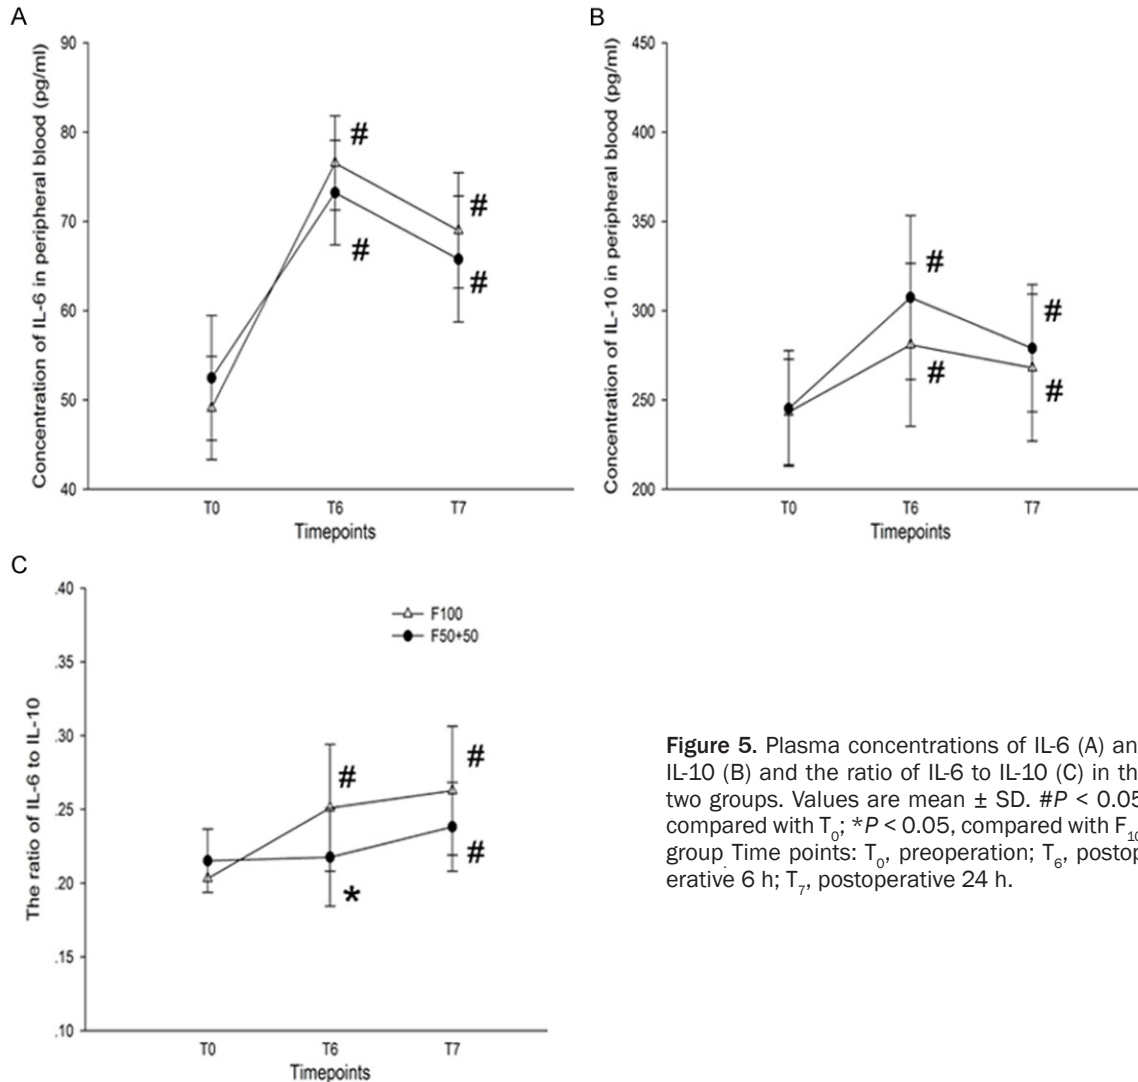 A
Concentration of IL-6 in peripheral blood (pg/ml)
90
80
70
60
50
40
#
#
#
#
T0 T6 T7
Timepoints
B
Concentration of IL-10 in peripheral blood (pg/ml)
450
450
350
300
250
200
#
#
#
#
T0 T6 T7
Timepoints
C
The ratio of IL-6 to IL-10
.40
.35
.30
.25
.20
.15
.10
F100
F50+50
#
#
*
#
T0 T6 T7
Timepoints
Figure 5. Plasma concentrations of IL-6 (A) an
IL-10 (B) and the ratio of IL-6 to IL-10 (C) in th
two groups. Values are mean ± SD. #P < 0.05
compared with T0; *P < 0.05, compared with F10
group Time points: T0, preoperation; T6, postop-
erative 6 h; T7, postoperative 24 h.